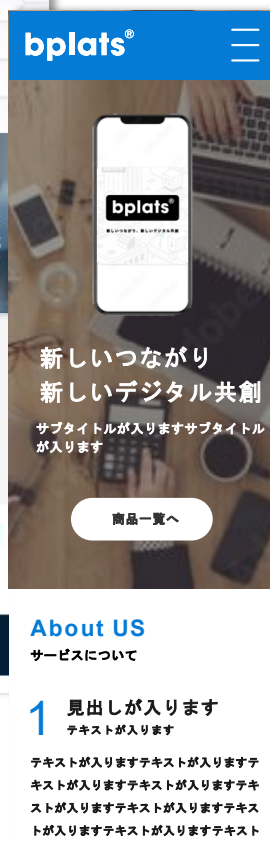 bplats®
bplats®
新しいつながり、新しいデジタル共創
新しいつながり
新しいデジタル共創
サブタイトルが入りますサブタイトル
が入ります
商品一覧へ
About US
サービスについて
1 見出しが入ります
テキストが入ります
テキストが入りますテキストが入りますテ
キストが入りますテキストが入りますテキ
ストが入りますテキストが入りますテキス
トが入りますテキストが入りますテキスト